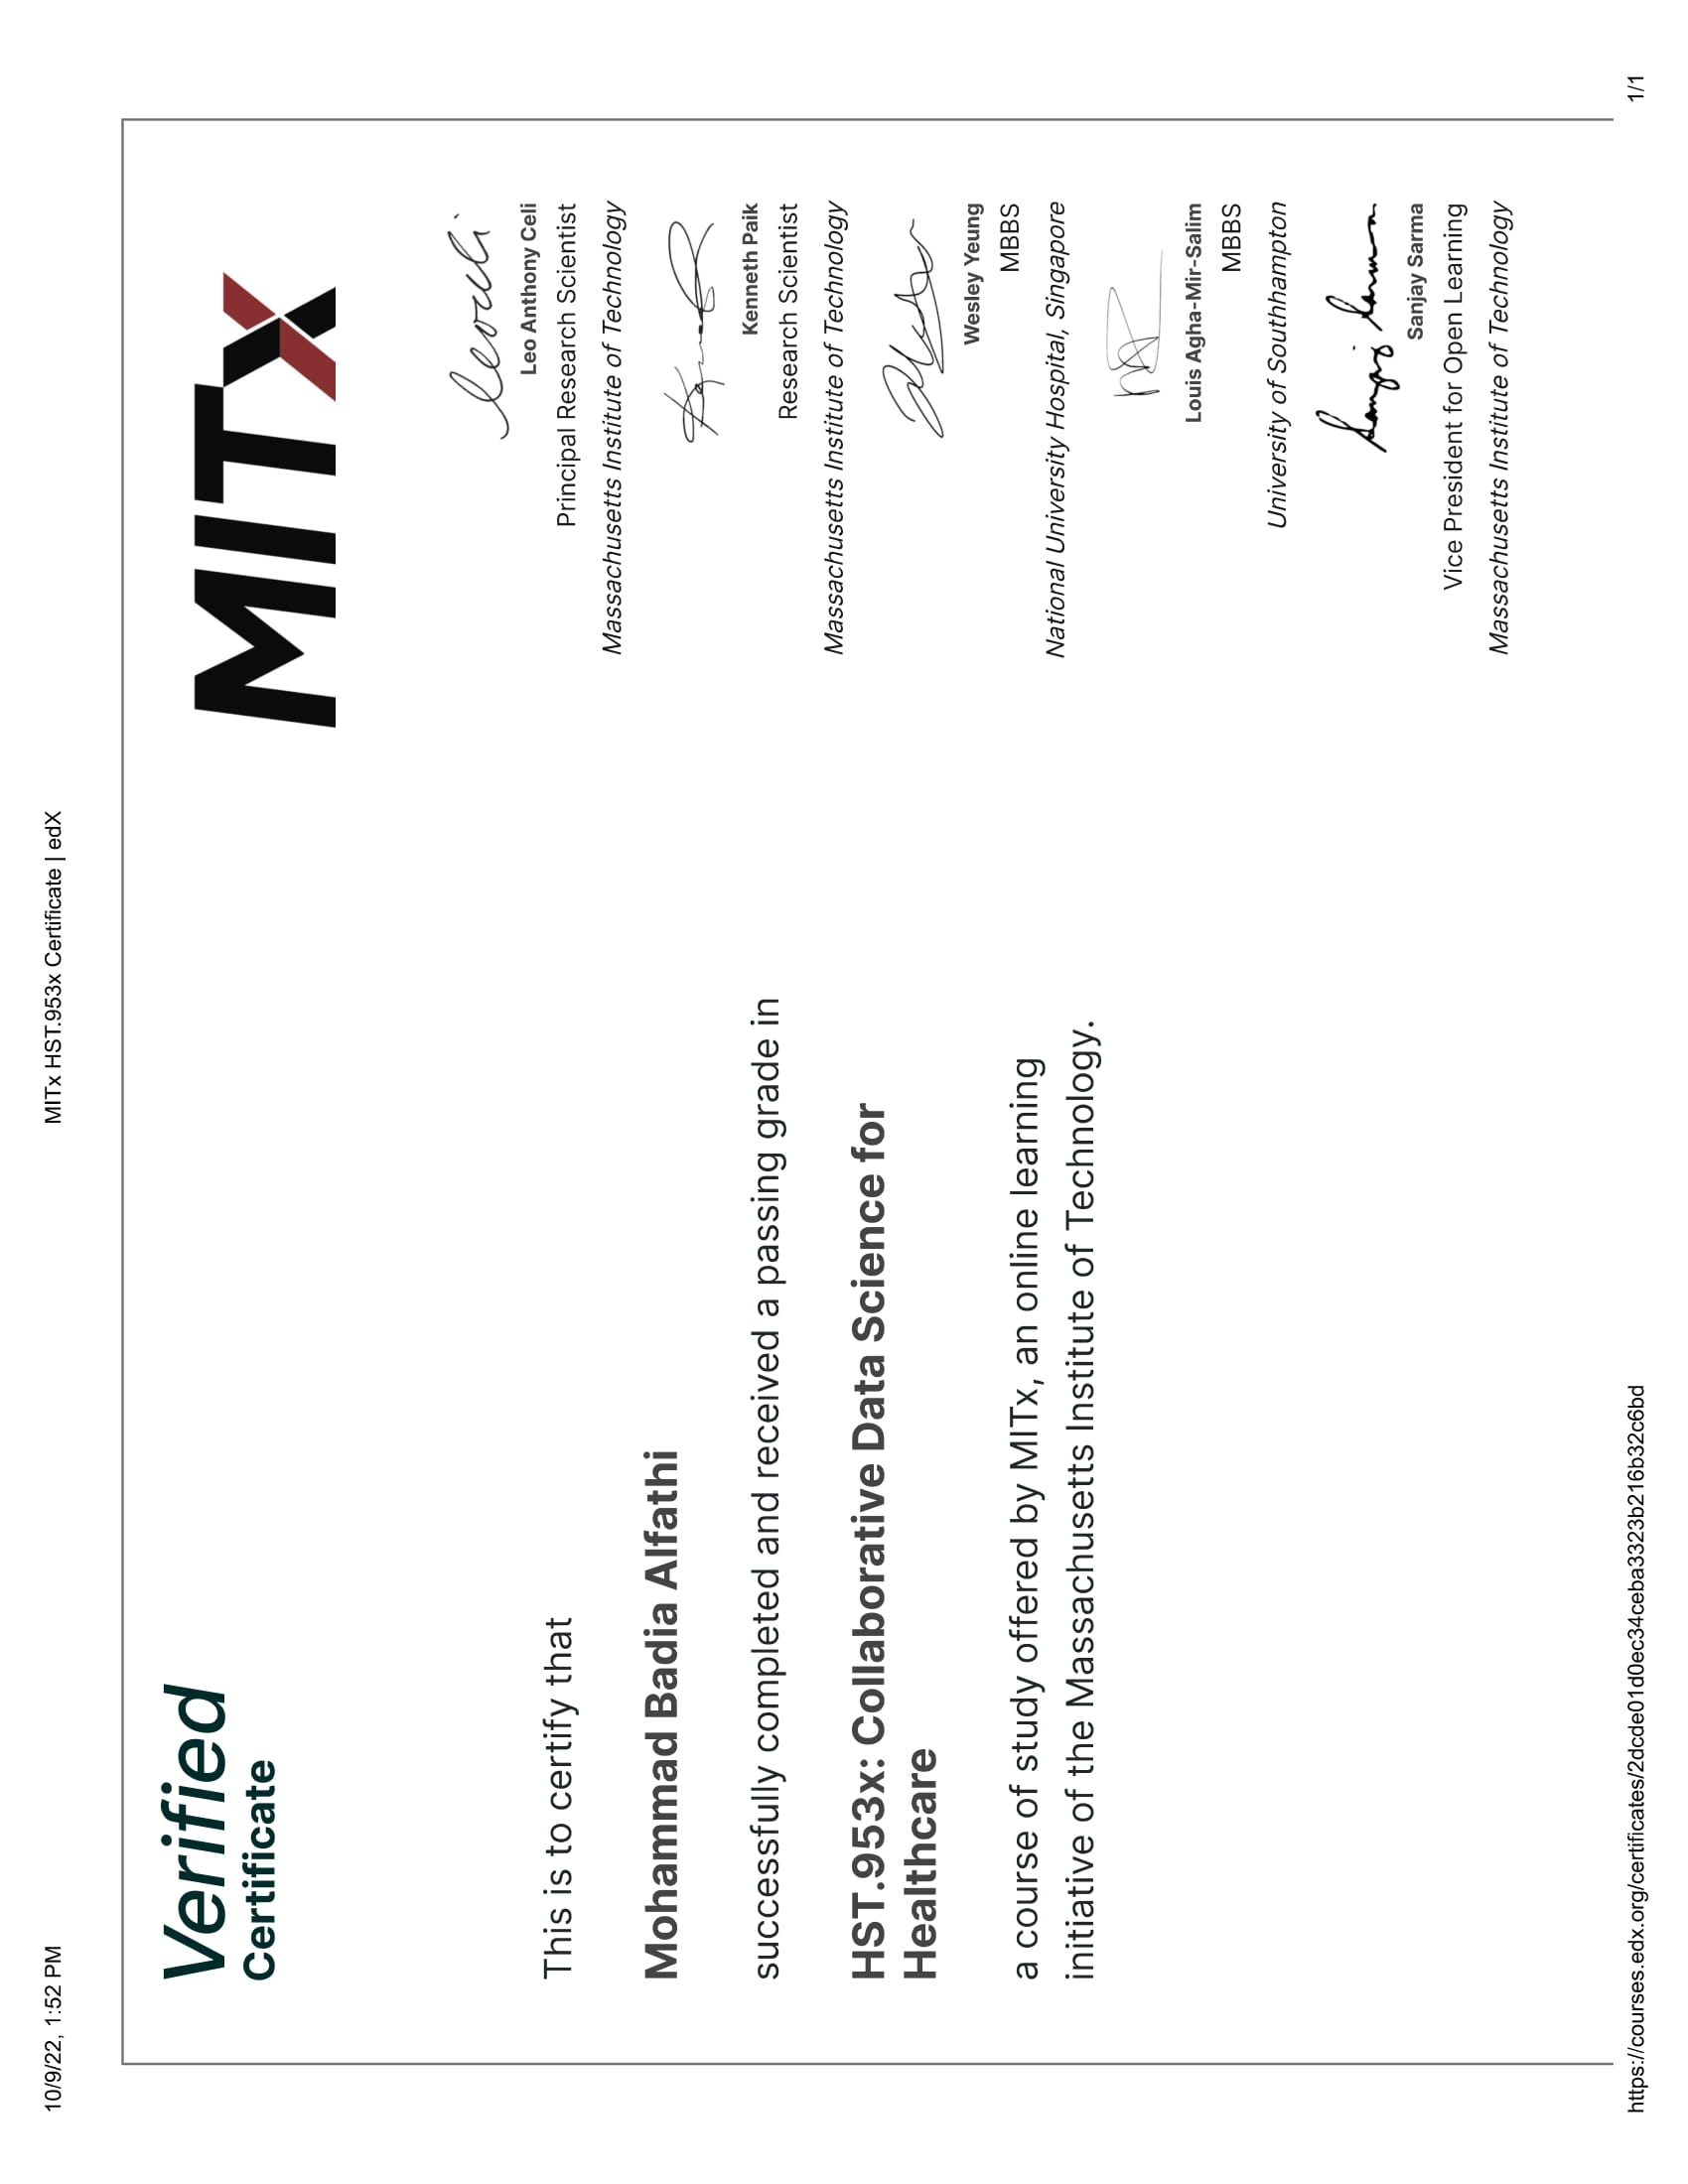 10/9/22, 1:52 PM
MITx HST.953x Certificate | edX
Verified
Certificate
MITx
This is to certify that
Mohammad Badia Alfathi
successfully completed and received a passing grade in
HST.953x: Collaborative Data Science for
Healthcare
a course of study offered by MITx, an online learning
initiative of the Massachusetts Institute of Technology.
Leo Anthony Celi
Principal Research Scientist
Massachusetts Institute of Technology
Kenneth Paik
Research Scientist
Massachusetts Institute of Technology
Wesley Yeung
MBBS
National University Hospital, Singapore
Louis Agha-Mir-Salim
MBBS
University of Southhampton
Sanjay Sarma
Vice President for Open Learning
Massachusetts Institute of Technology
https://courses.edx.org/certificates/2dcde01d0ec34ceba3323b216b32c6bd
1/1